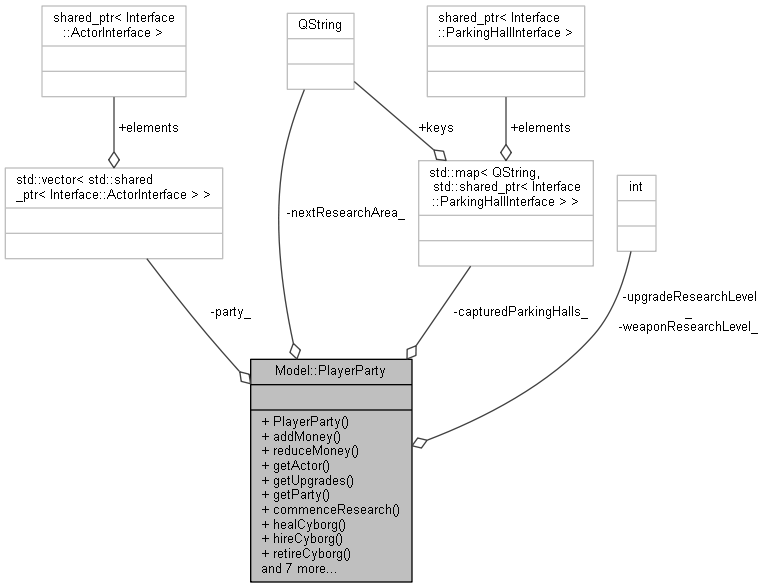 shared_ptr< Interface
::ActorInterface >
QString
shared_ptr< Interface
::ParkingHallInterface >
+elements
+keys
+elements
std::vector< std::shared
_ptr< Interface::ActorInterface > >
std::map< QString,
std::shared_ptr< Interface
::ParkingHallInterface > >
int
-nextResearchArea_
-party_
-capturedParkingHalls_
-upgradeResearchLevel
_
-weaponResearchLevel_
Model::PlayerParty
+ PlayerParty()
+ addMoney()
+ reduceMoney()
+ getActor()
+ getUpgrades()
+ getParty()
+ commenceResearch()
+ healCyborg()
+ hireCyborg()
+ retireCyborg()
and 7 more...